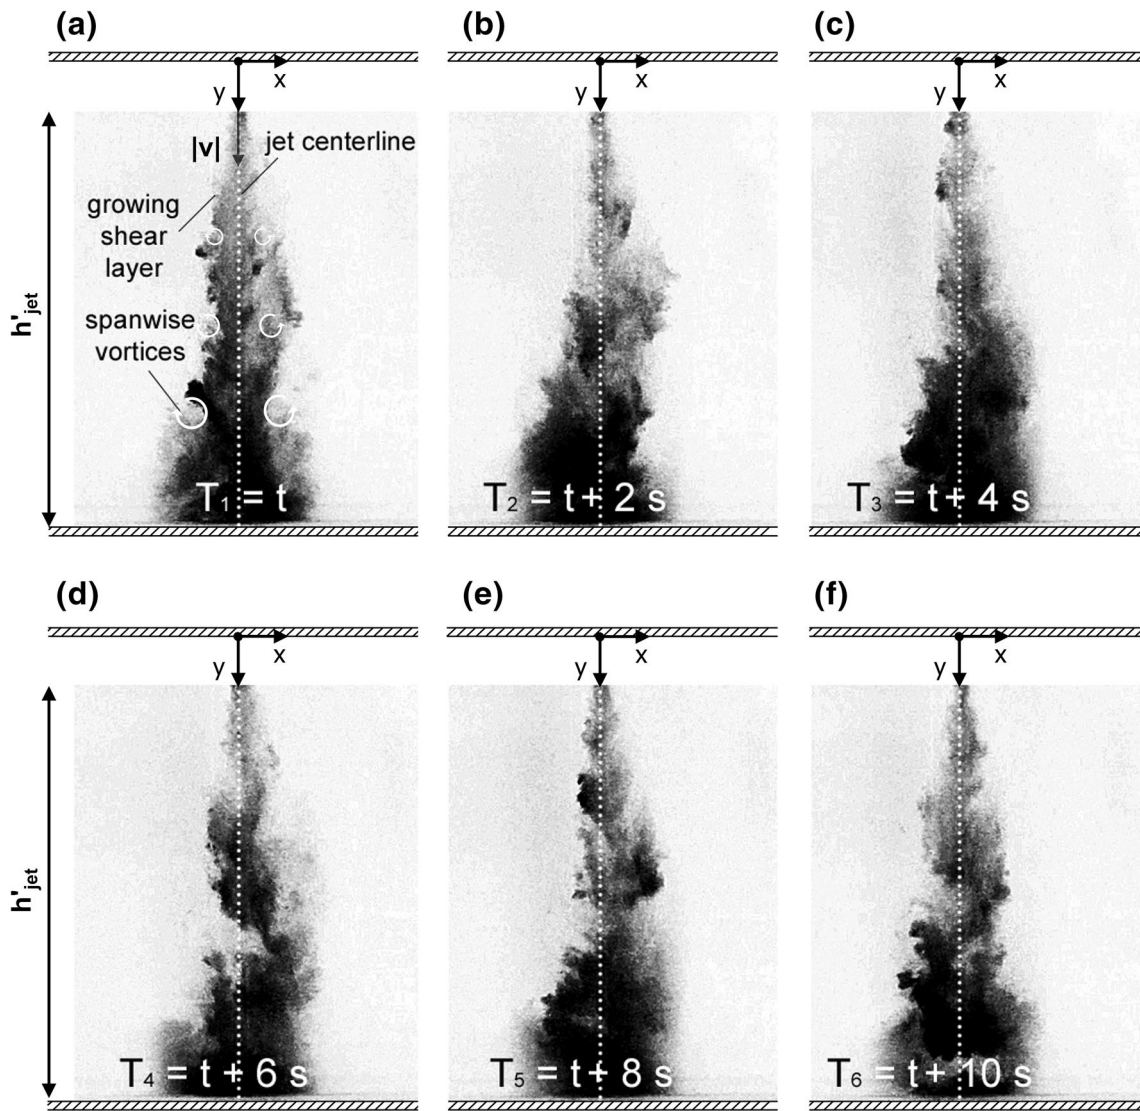 (a)
(b)
(c)
x
x
x
y
y
y
|v|
jet centerline
growing
shear
layer
spanwise
vortices
h'jet
T1 = t
T2 = t + 2 s
T3 = t + 4 s
(d)
(e)
(f)
x
x
x
y
y
y
h'jet
T4 = t + 6 s
T5 = t + 8 s
T6 = t + 10 s